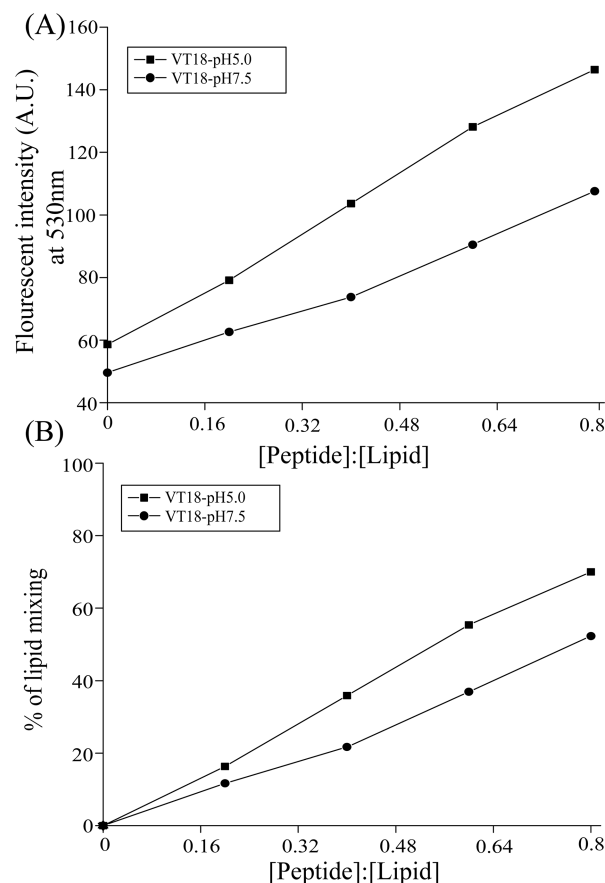 (A)
160
140
120
100
80
60
40
Flourescent intensity (A.U.)
at 530nm
VT18-pH5.0
VT18-pH7.5
0 0.16 0.32 0.48 0.64 0.8
[Peptide]:[Lipid]
(B)
100
80
60
40
20
0
% of lipid mixing
VT18-pH5.0
VT18-pH7.5
0 0.16 0.32 0.48 0.64 0.8
[Peptide]:[Lipid]